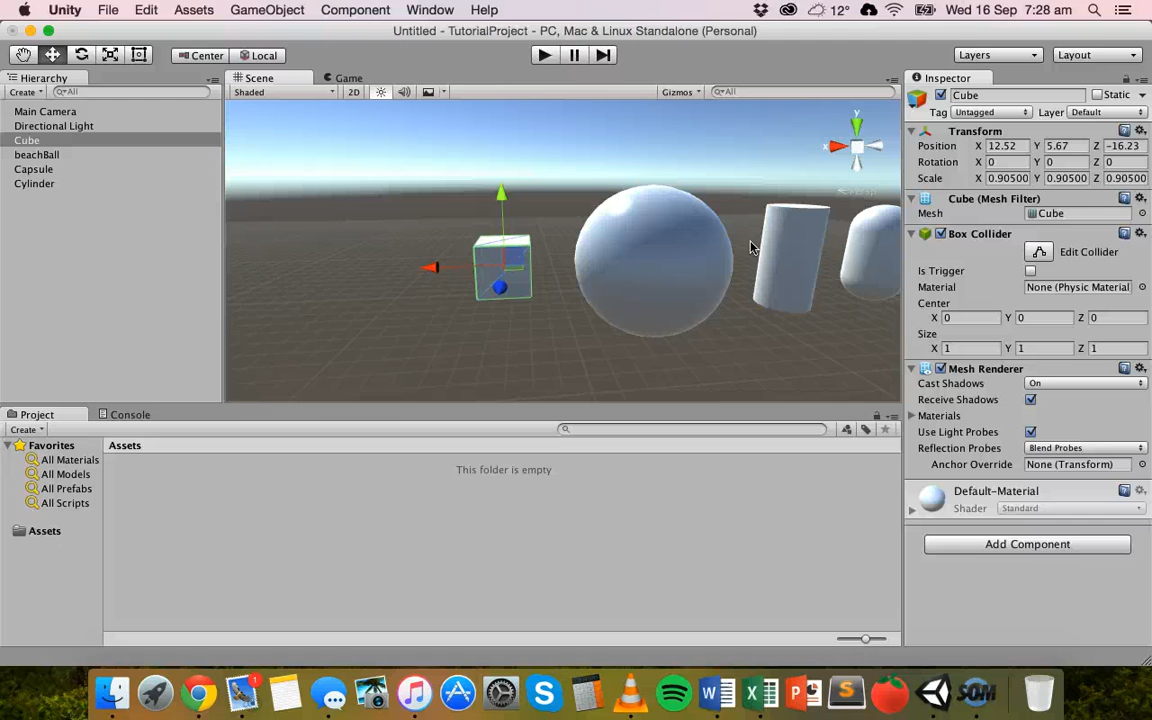 Unity File Edit Assets GameObject Component Window Help 12° Wed 16 Sep 7:28 am
Untitled - TutorialProject - PC, Mac & Linux Standalone (Personal)
Center Local Layers Layout
Hierarchy Scene Game Inspector
Create All Shaded 2D Gizmos All Cube Static
Main Camera
Tag Untagged Layer Default
Directional Light
Cube
beachBall
Capsule
Cylinder
y
x
Persp
Transform
Position X 12.52 Y 5.67 Z -16.23
Rotation X 0 Y 0 Z 0
Scale X 0.90500 Y 0.90500 Z 0.90500
Cube (Mesh Filter)
Mesh Cube
Box Collider
Edit Collider
Is Trigger
Material None (Physic Material
Center
X 0 Y 0 Z 0
Size
X 1 Y 1 Z 1
Mesh Renderer
Cast Shadows On
Receive Shadows
Materials
Use Light Probes
Reflection Probes Blend Probes
Anchor Override None (Transform)
Default-Material
Shader Standard
Add Component
Project Console
Create
Favorites Assets
All Materials
All Models
All Prefabs
All Scripts
Assets
This folder is empty
1
SOM